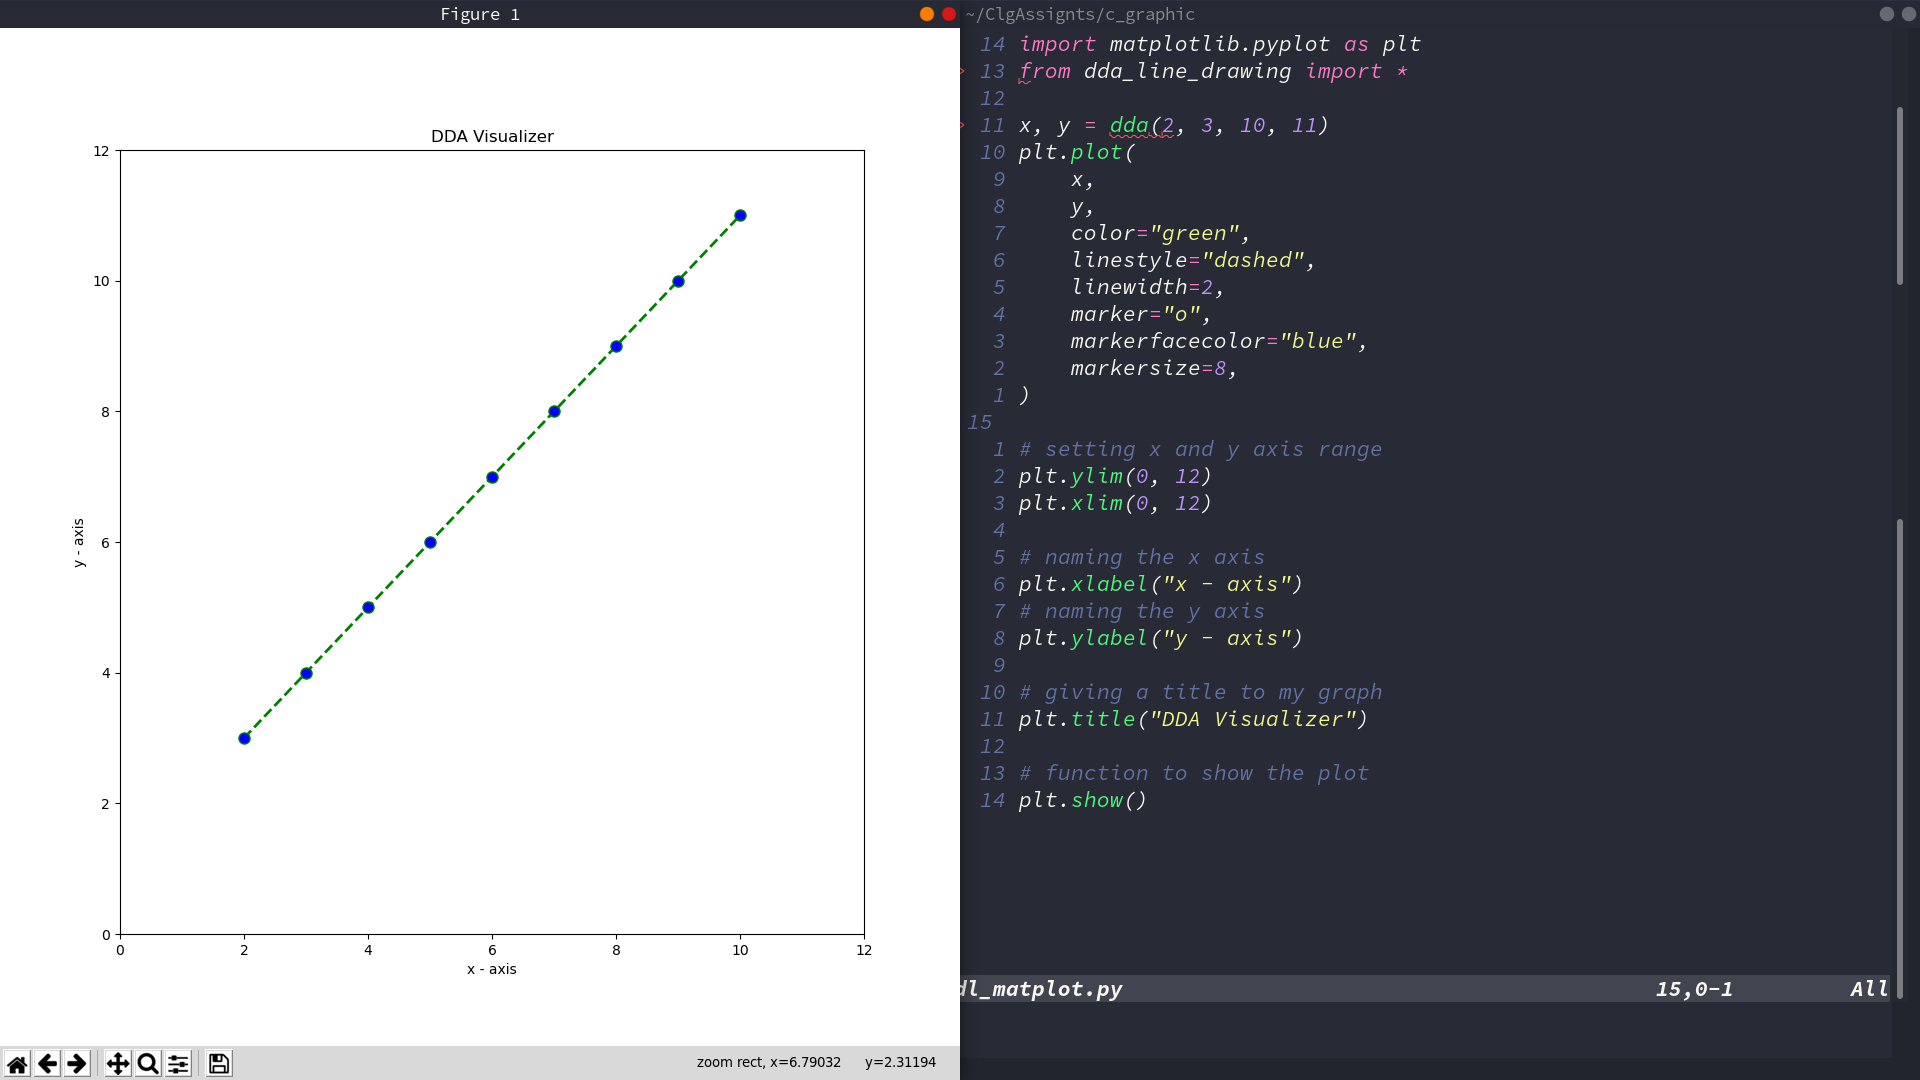 Figure 1
DDA Visualizer
12
10
8
6
4
2
0
y - axis
0 2 4 6 8 10 12
x - axis
zoom rect, x=6.79032 y=2.31194
~/ClgAssignts/c_graphic
14 import matplotlib.pyplot as plt
> 13 from dda_line_drawing import *
12
> 11 x, y = dda(2, 3, 10, 11)
10 plt.plot(
9 x,
8 y,
7 color="green",
6 linestyle="dashed",
5 linewidth=2,
4 marker="o",
3 markerfacecolor="blue",
2 markersize=8,
1 )
15
1 # setting x and y axis range
2 plt.ylim(0, 12)
3 plt.xlim(0, 12)
4
5 # naming the x axis
6 plt.xlabel("x - axis")
7 # naming the y axis
8 plt.ylabel("y - axis")
9
10 # giving a title to my graph
11 plt.title("DDA Visualizer")
12
13 # function to show the plot
14 plt.show()
dl_matplot.py 15,0-1 All